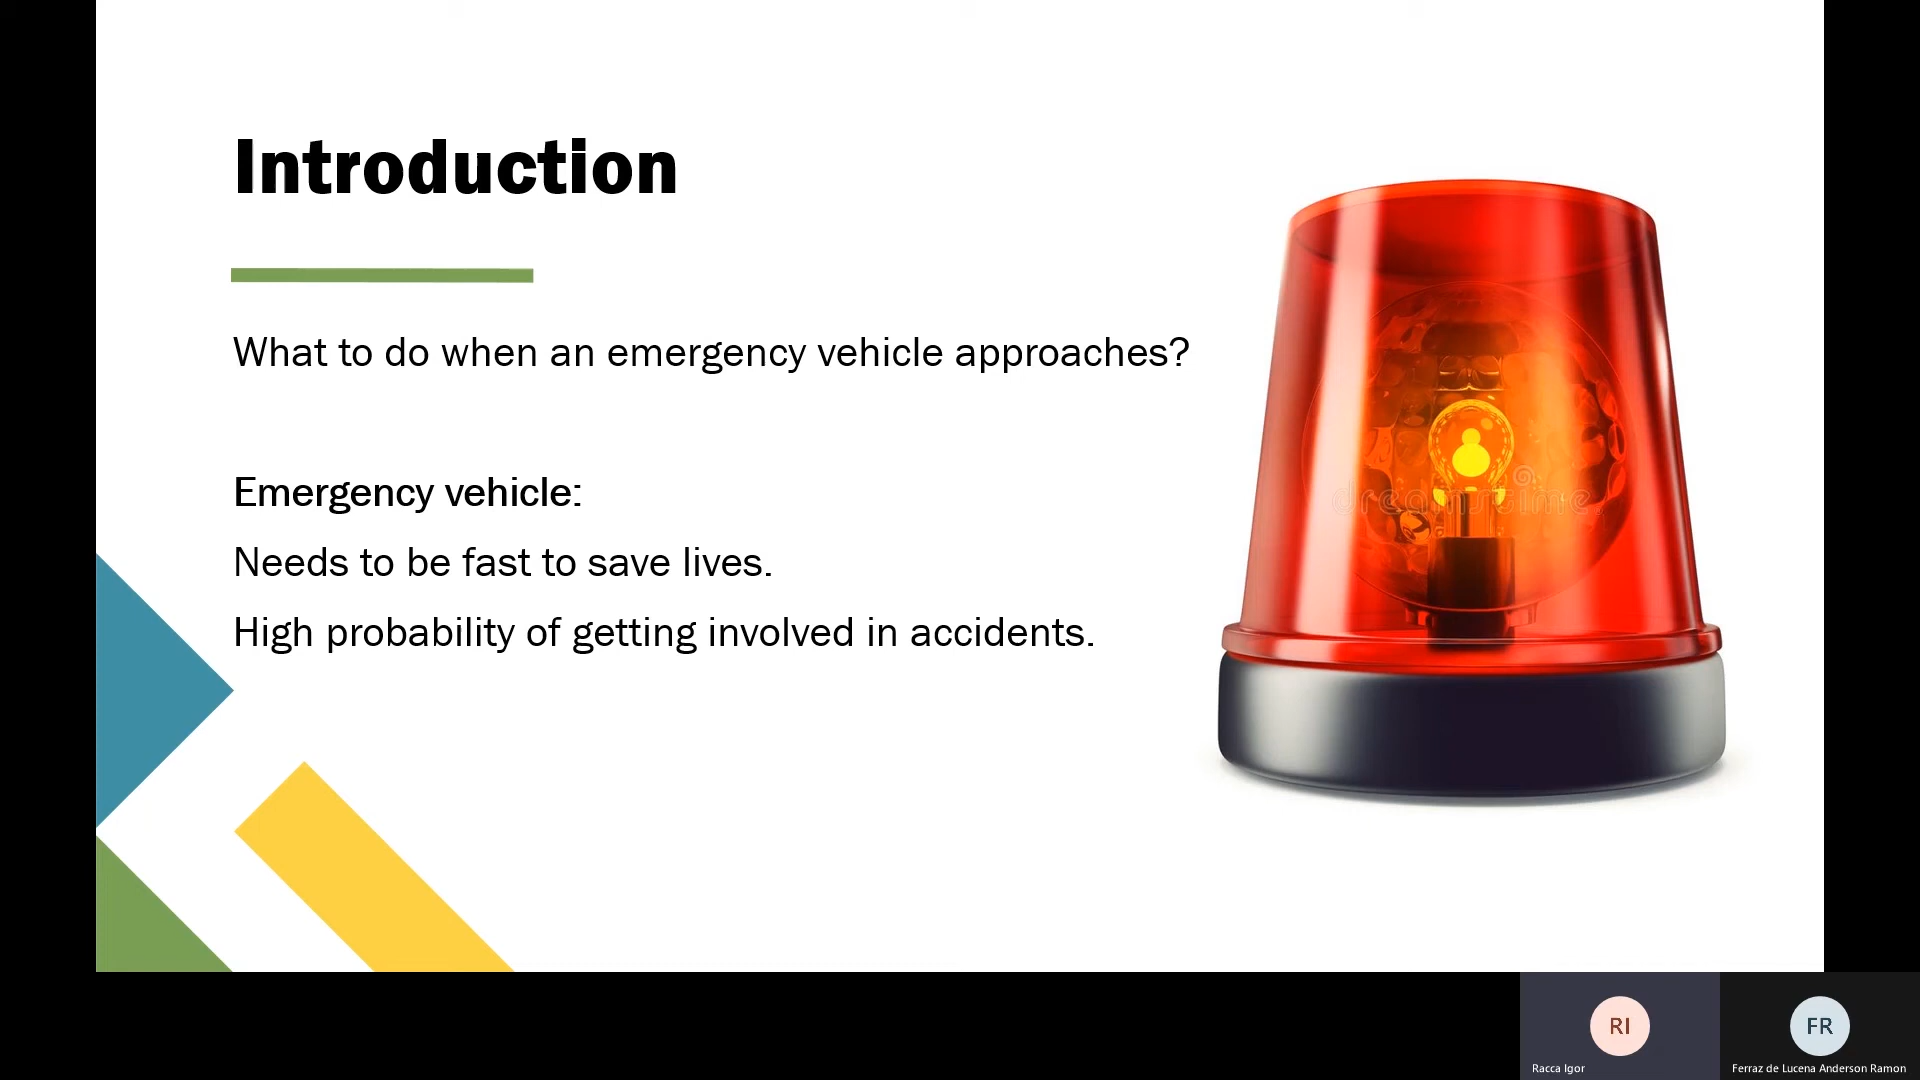 Introduction
What to do when an emergency vehicle approaches?
Emergency vehicle:
Needs to be fast to save lives.
High probability of getting involved in accidents.
dreamstime
RI
FR
Racca Igor
Ferraz de Lucena Anderson Ramon